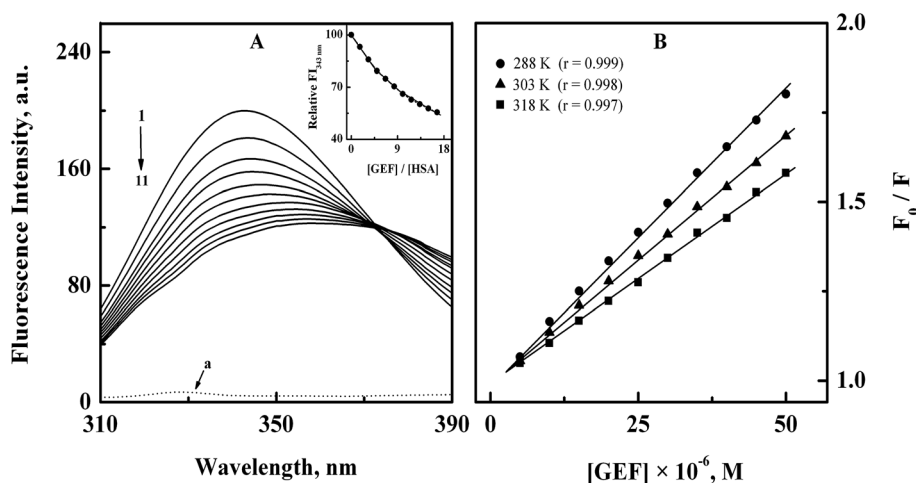 A
Fluorescence Intensity, a.u.
260
240
160
80
0
310
350
390
Wavelength, nm
1
11
a
Relative FI343 nm
100
70
40
0
9
18
[GEF] / [HSA]
B
288 K (r = 0.999)
303 K (r = 0.998)
318 K (r = 0.997)
F0 / F
2.0
1.5
1.0
0
25
50
[GEF] × 10-6, M